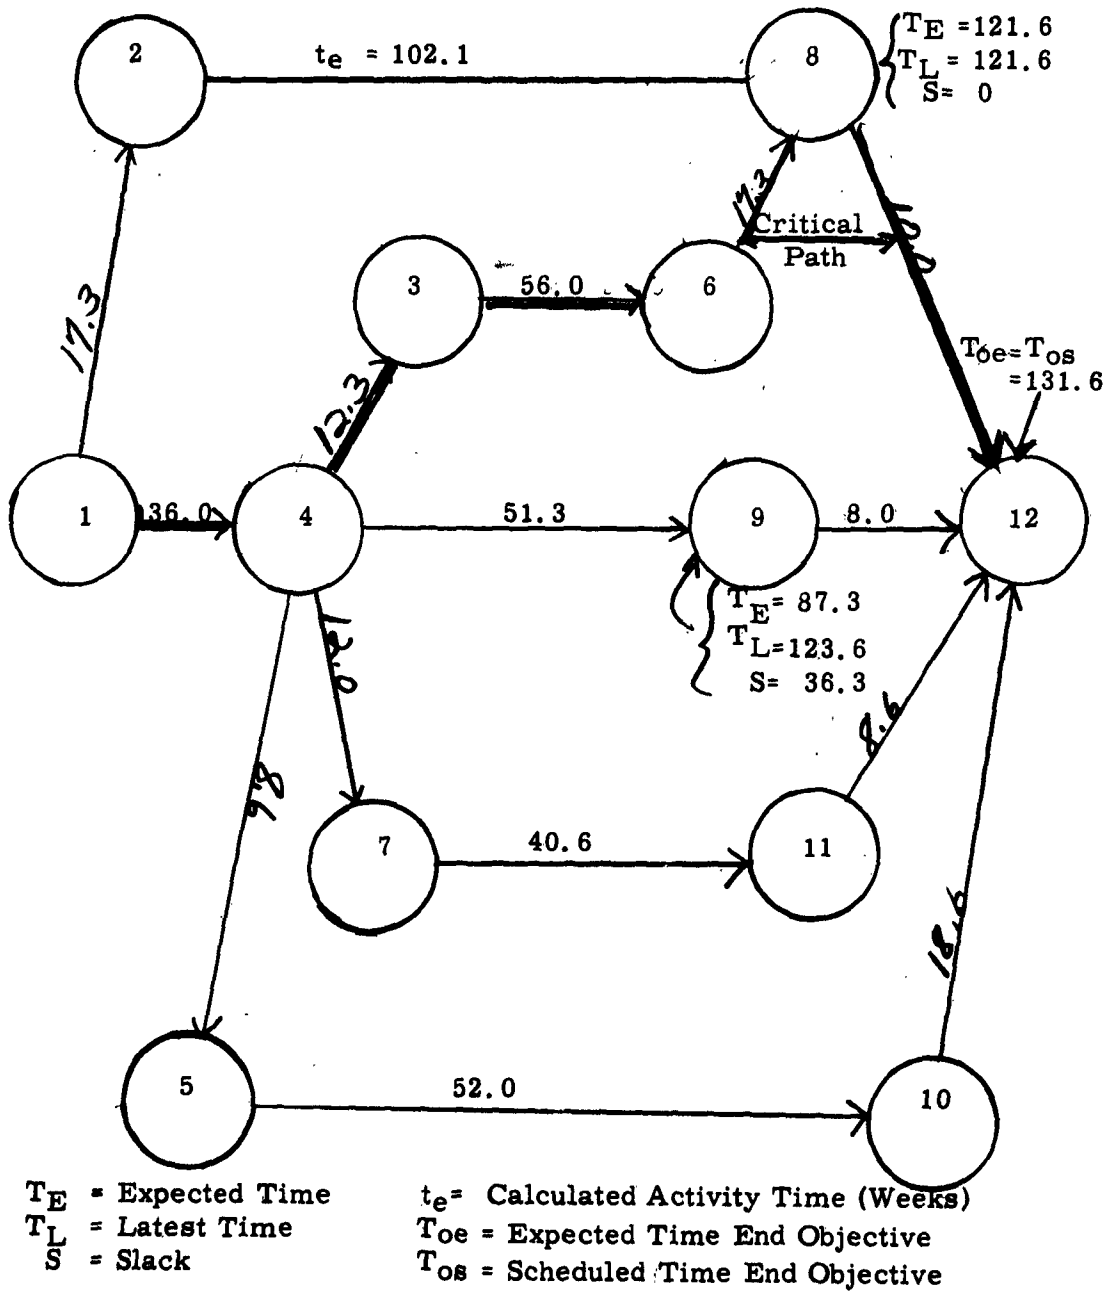 2
te = 102.1
8
TE =121.6
TL = 121.6
S= 0
17.3
10.0
Critical
Path
3
56.0
6
17.3
12.3
Toe=Tos
=131.6
1
36.0
4
51.3
9
8.0
12
TE= 87.3
TL=123.6
S= 36.3
9.8
8.6
7
40.6
11
18.6
5
52.0
10
TE = Expected Time
TL = Latest Time
S = Slack
te= Calculated Activity Time (Weeks)
Toe = Expected Time End Objective
Tos = Scheduled Time End Objective